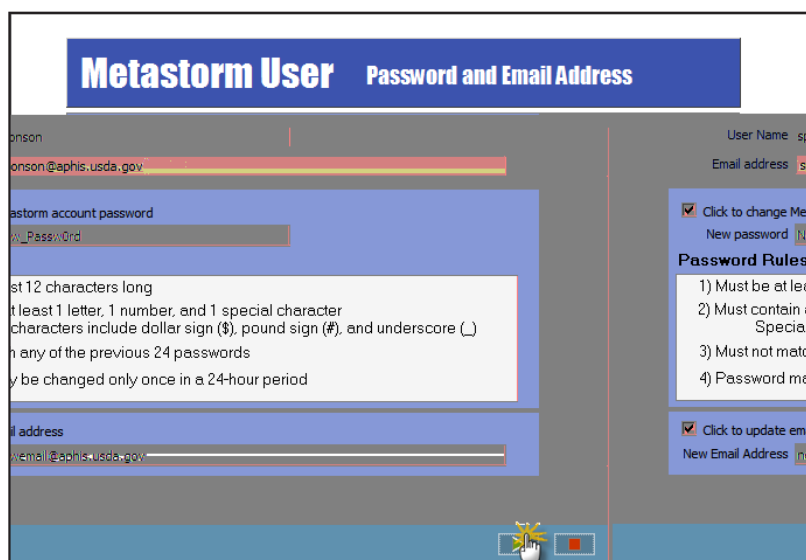 Metastorm User Password and Email Address
onson User Name
onson@aphis.usda.gov Email address
astorm account password Click to change Me
w_Passw0rd New password N
Password Rules
st 12 characters long 1) Must be at lea
t least 1 letter, 1 number, and 1 special character 2) Must contain a
characters include dollar sign ($), pound sign (#), and underscore (_) Specia
any of the previous 24 passwords 3) Must not matc
y be changed only once in a 24-hour period 4) Password ma
il address Click to update em
wemail@aphis.usda.gov New Email Address